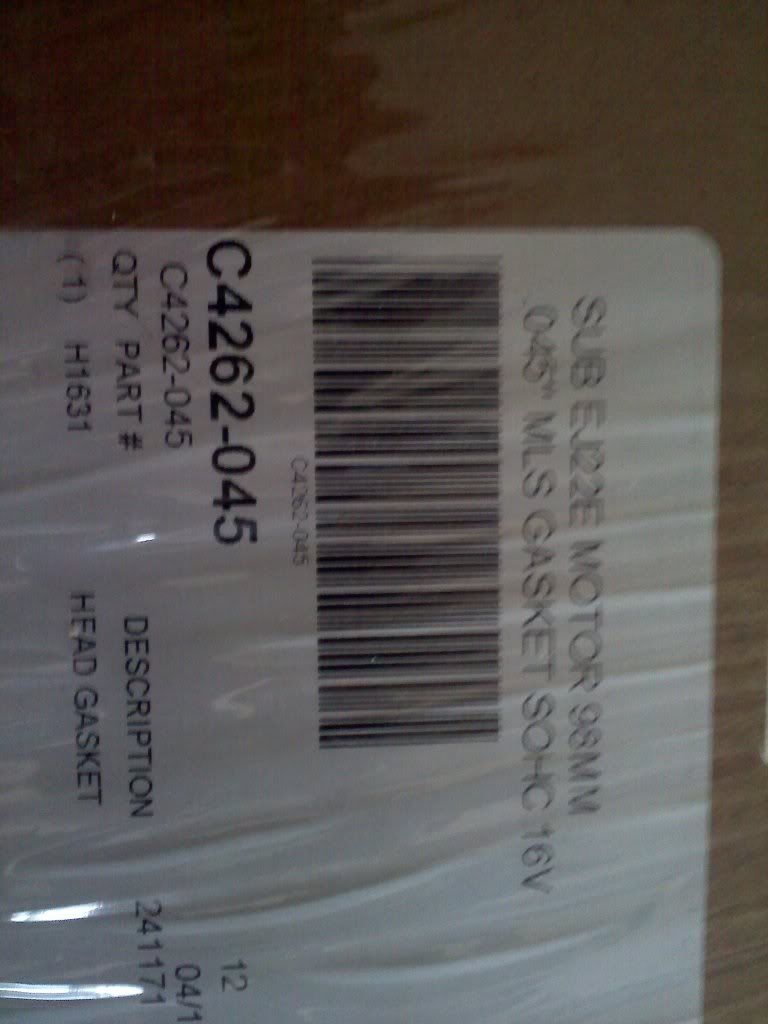 SUB EJ22E MOTOR 98MM
.045" MLS GASKET SOHC 16V
C4262-045
C4262-045
C4262-045
QTY PART # DESCRIPTION
(1) H1631 HEAD GASKET
12
04/1
241171